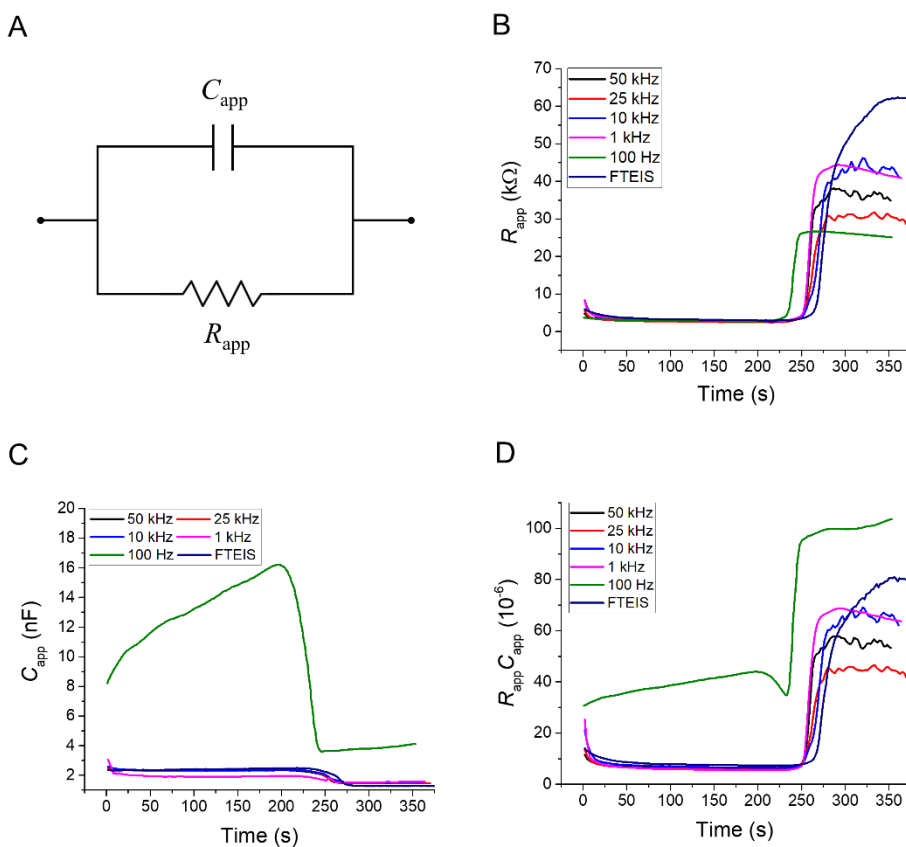 A
C_app
R_app
B
R_app (kΩ)
70
60
50
40
30
20
10
0
50 kHz
25 kHz
10 kHz
1 kHz
100 Hz
FTEIS
0 50 100 150 200 250 300 350
Time (s)
C
C_app (nF)
20
18
16
14
12
10
8
6
4
2
50 kHz 25 kHz
10 kHz 1 kHz
100 Hz FTEIS
0 50 100 150 200 250 300 350
Time (s)
D
R_appC_app (10^-6)
100
80
60
40
20
0
50 kHz
25 kHz
10 kHz
1 kHz
100 Hz
FTEIS
0 50 100 150 200 250 300 350
Time (s)